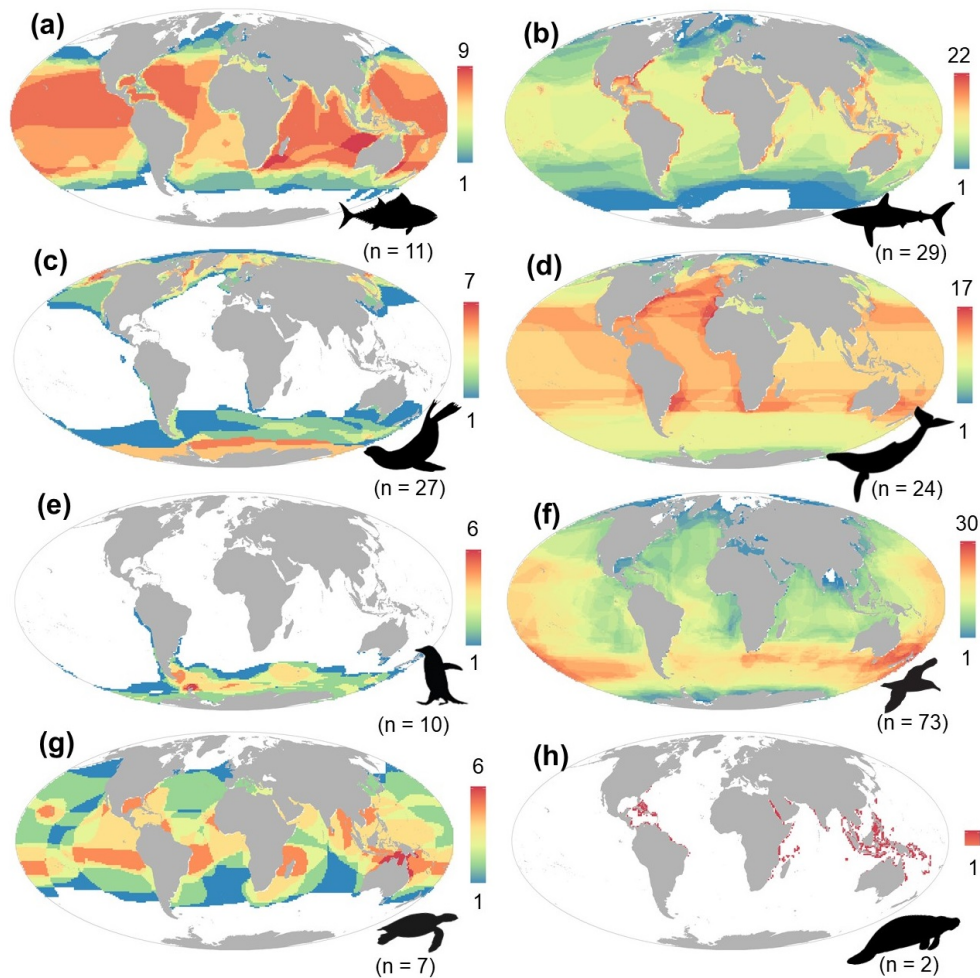 (a)
9
1
(n = 11)
(b)
22
1
(n = 29)
(c)
7
1
(n = 27)
(d)
17
1
(n = 24)
(e)
6
1
(n = 10)
(f)
30
1
(n = 73)
(g)
6
1
(n = 7)
(h)
1
(n = 2)